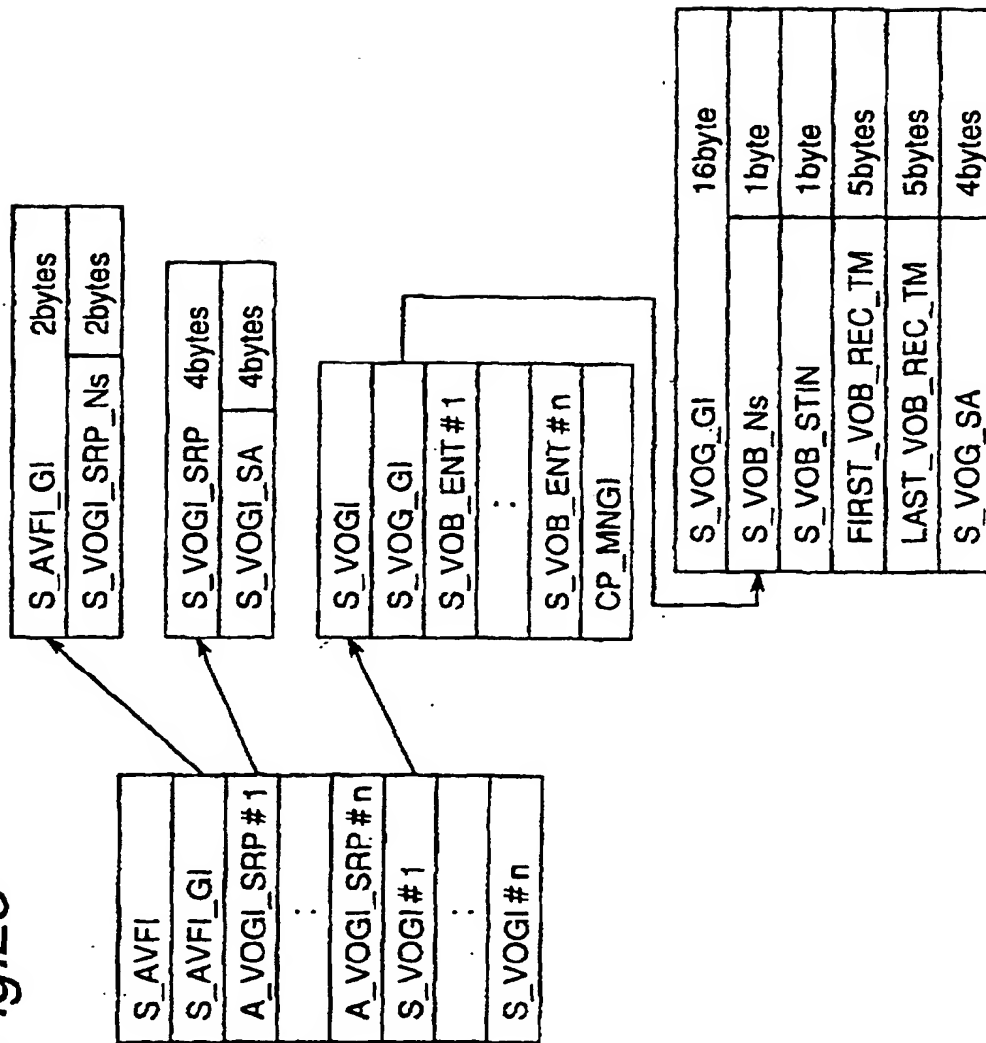 S_AVFI
S_AVFI_GI
A_VOGI_SRP#1
:
A_VOGI_SRP#n
S_VOGI#1
:
S_VOGI#n
S_AVFI_GI 2bytes
S_VOGI_SRP_Ns 2bytes
S_VOGI_SRP 4bytes
S_VOGI_SA 4bytes
S_VOGI
S_VOG_GI
S_VOB_ENT#1
:
S_VOB_ENT#n
CP_MNGI
S_VOG_GI 16byte
S_VOB_Ns 1byte
S_VOB_STIN 1byte
FIRST_VOB_REC_TM 5bytes
LAST_VOB_REC_TM 5bytes
S_VOG_SA 4bytes